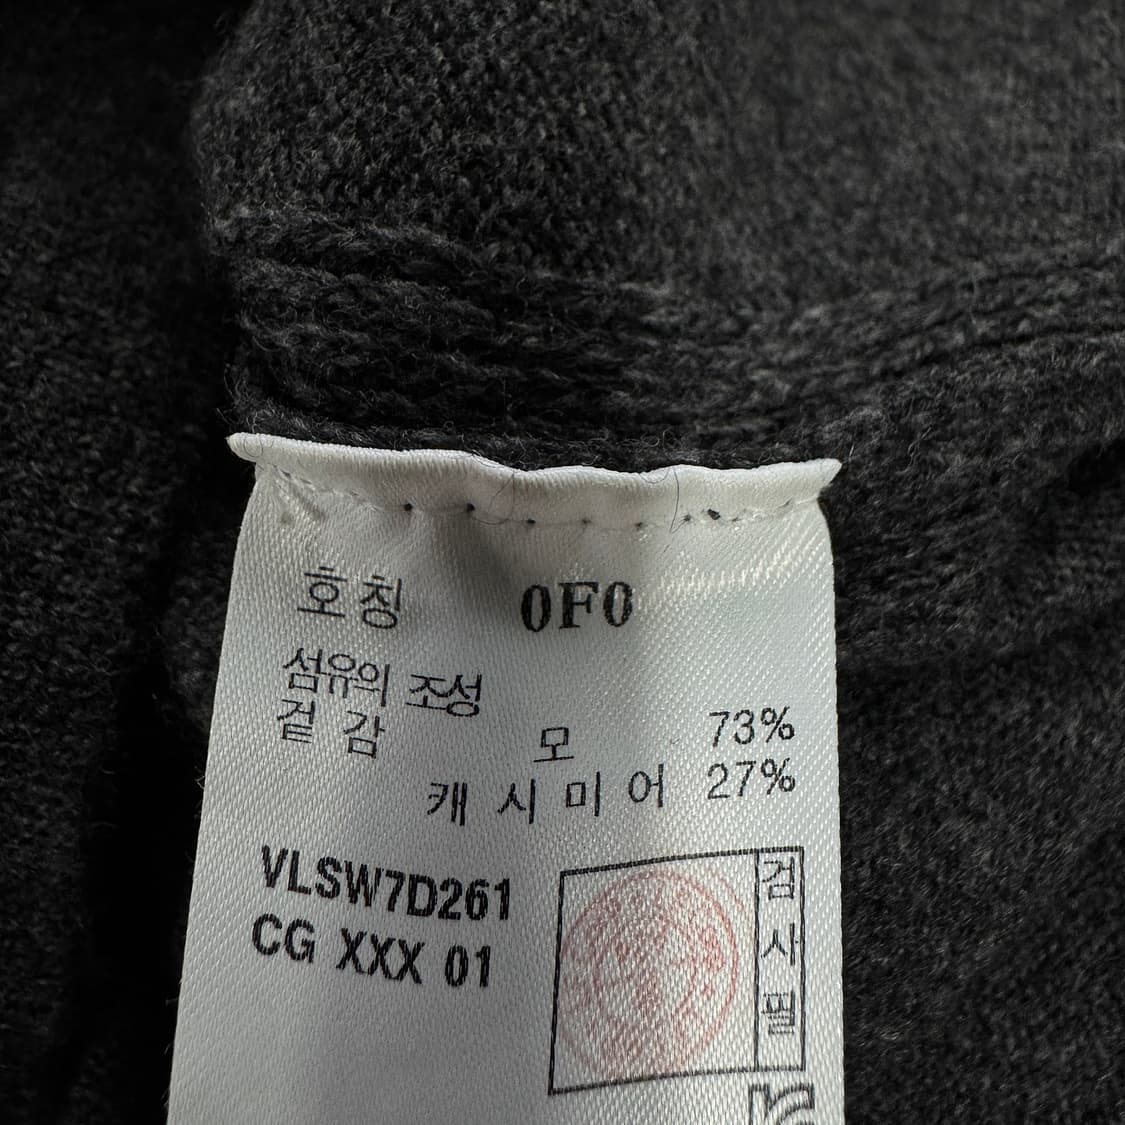 호칭 0F0
섬유의 조성
겉감 모 73%
캐시미어 27%
VLSW7D261
CG XXX 01
검사필